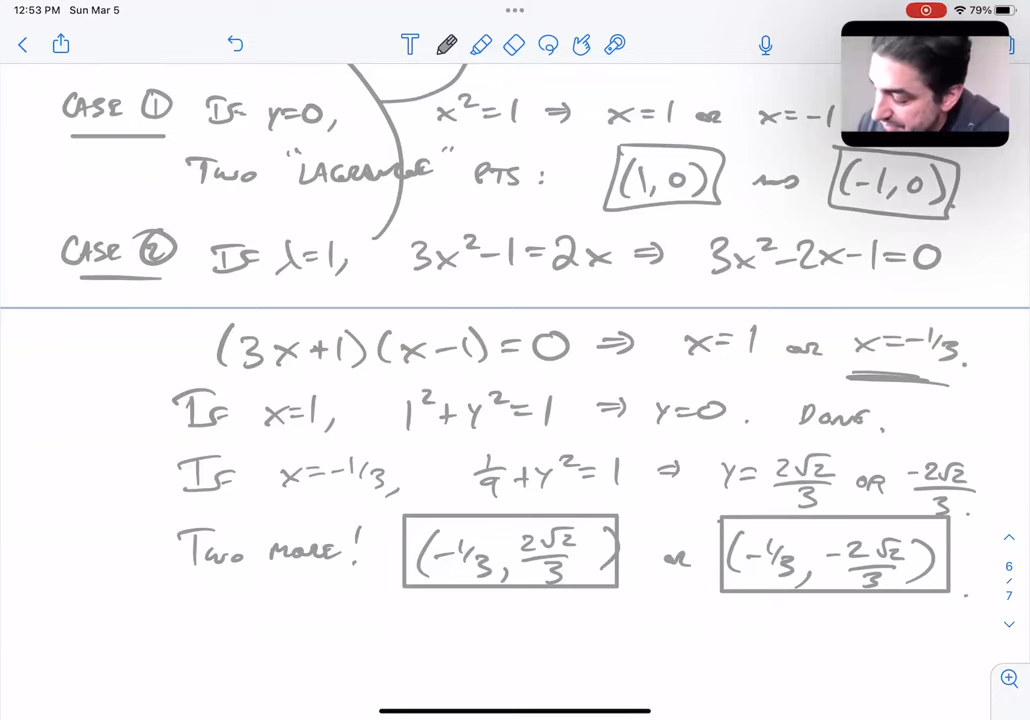 12:53 PM Sun Mar 5 79%
CASE ① If y=0, x²=1 ⇒ x=1 or x=-1
Two "LAGRANGE" PTS: (1,0) AND (-1,0).
CASE ② If λ=1, 3x²-1=2x ⇒ 3x²-2x-1=0
(3x+1)(x-1)=0 ⇒ x=1 or x=-1/3.
If x=1, 1²+y²=1 ⇒ y=0. DONE.
If x=-1/3, 1/9+y²=1 ⇒ y=2√2/3 OR -2√2/3.
Two MORE! (-1/3, 2√2/3) or (-1/3, -2√2/3).
6/7